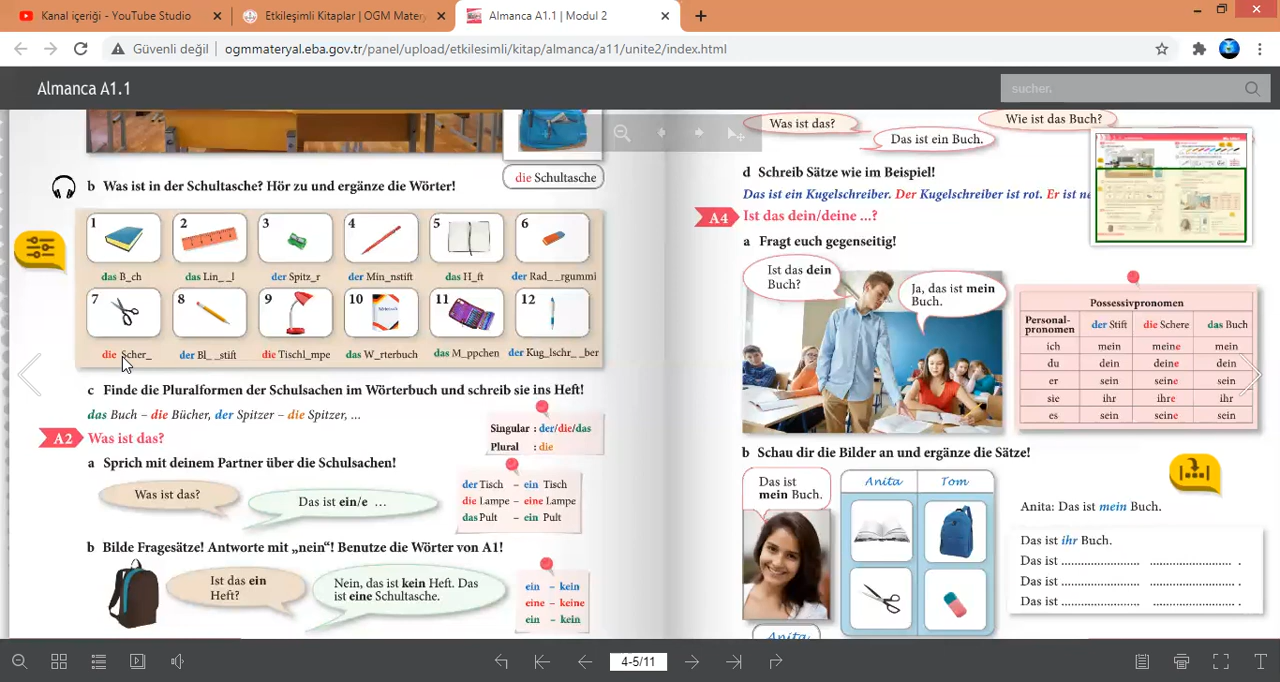 Kanal içeriği - YouTube Studio
Etkileşimli Kitaplar | OGM Mater
Almanca A1.1 | Modul 2
Güvenli değil
ogmmateryal.eba.gov.tr/panel/upload/etkilesimli/kitap/almanca/a11/unite2/index.html
Almanca A1.1
suchen
die Schultasche
b Was ist in der Schultasche? Hör zu und ergänze die Wörter!
1 2 3 4 5 6
das B_ch das Lin_ _l der Spitz_r der Min_nstift das H_ft der Rad_ _rgummi
7 8 9 10 11 12
die Scher_ der Bl_ _stift die Tischl_mpe das W_rterbuch das M_ppchen der Kug_lschr_ _ber
c Finde die Pluralformen der Schulsachen im Wörterbuch und schreib sie ins Heft!
das Buch – die Bücher, der Spitzer – die Spitzer, ...
Singular : der/die/das
Plural : die
A2 Was ist das?
a Sprich mit deinem Partner über die Schulsachen!
Was ist das?
Das ist ein/e ...
der Tisch – ein Tisch
die Lampe – eine Lampe
das Pult – ein Pult
b Bilde Fragesätze! Antworte mit „nein“! Benutze die Wörter von A1!
Ist das ein
Heft?
Nein, das ist kein Heft. Das
ist eine Schultasche.
ein – kein
eine – keine
ein – kein
Was ist das?
Das ist ein Buch.
Wie ist das Buch?
d Schreib Sätze wie im Beispiel!
Das ist ein Kugelschreiber. Der Kugelschreiber ist rot. Er ist
A4 Ist das dein/deine ...?
a Fragt euch gegenseitig!
Ist das dein
Buch?
Ja, das ist mein
Buch.
Possessivpronomen
Personal-
pronomen der Stift die Schere das Buch
ich mein meine mein
du dein deine dein
er sein seine sein
sie ihr ihre ihr
es sein seine sein
b Schau dir die Bilder an und ergänze die Sätze!
Das ist
mein Buch.
Anita Tom
Anita
Anita: Das ist mein Buch.
Das ist ihr Buch.
Das ist ........................ ......................... .
Das ist ........................ ......................... .
Das ist ........................ ......................... .
4-5/11